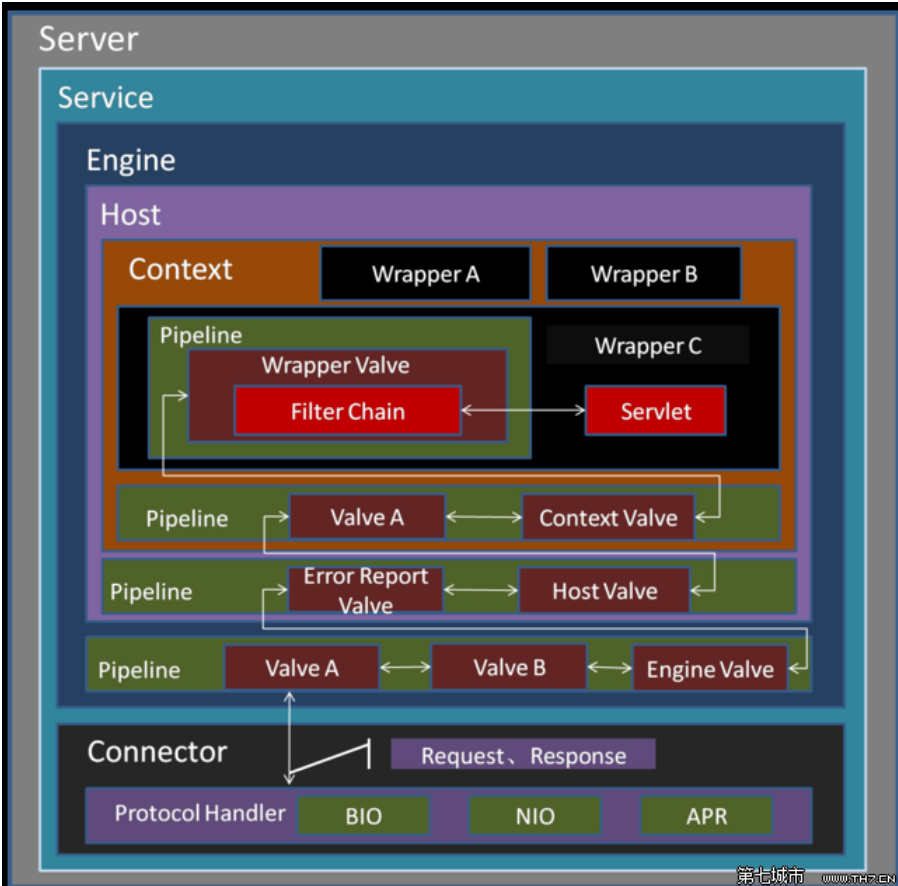 Server
Service
Engine
Host
Context
Wrapper A
Wrapper B
Pipeline
Wrapper C
Wrapper Valve
Filter Chain
Servlet
Pipeline
Valve A
Context Valve
Pipeline
Error Report
Valve
Host Valve
Pipeline
Valve A
Valve B
Engine Valve
Connector
Request、Response
Protocol Handler
BIO
NIO
APR
第七城市 www.TH7.CN